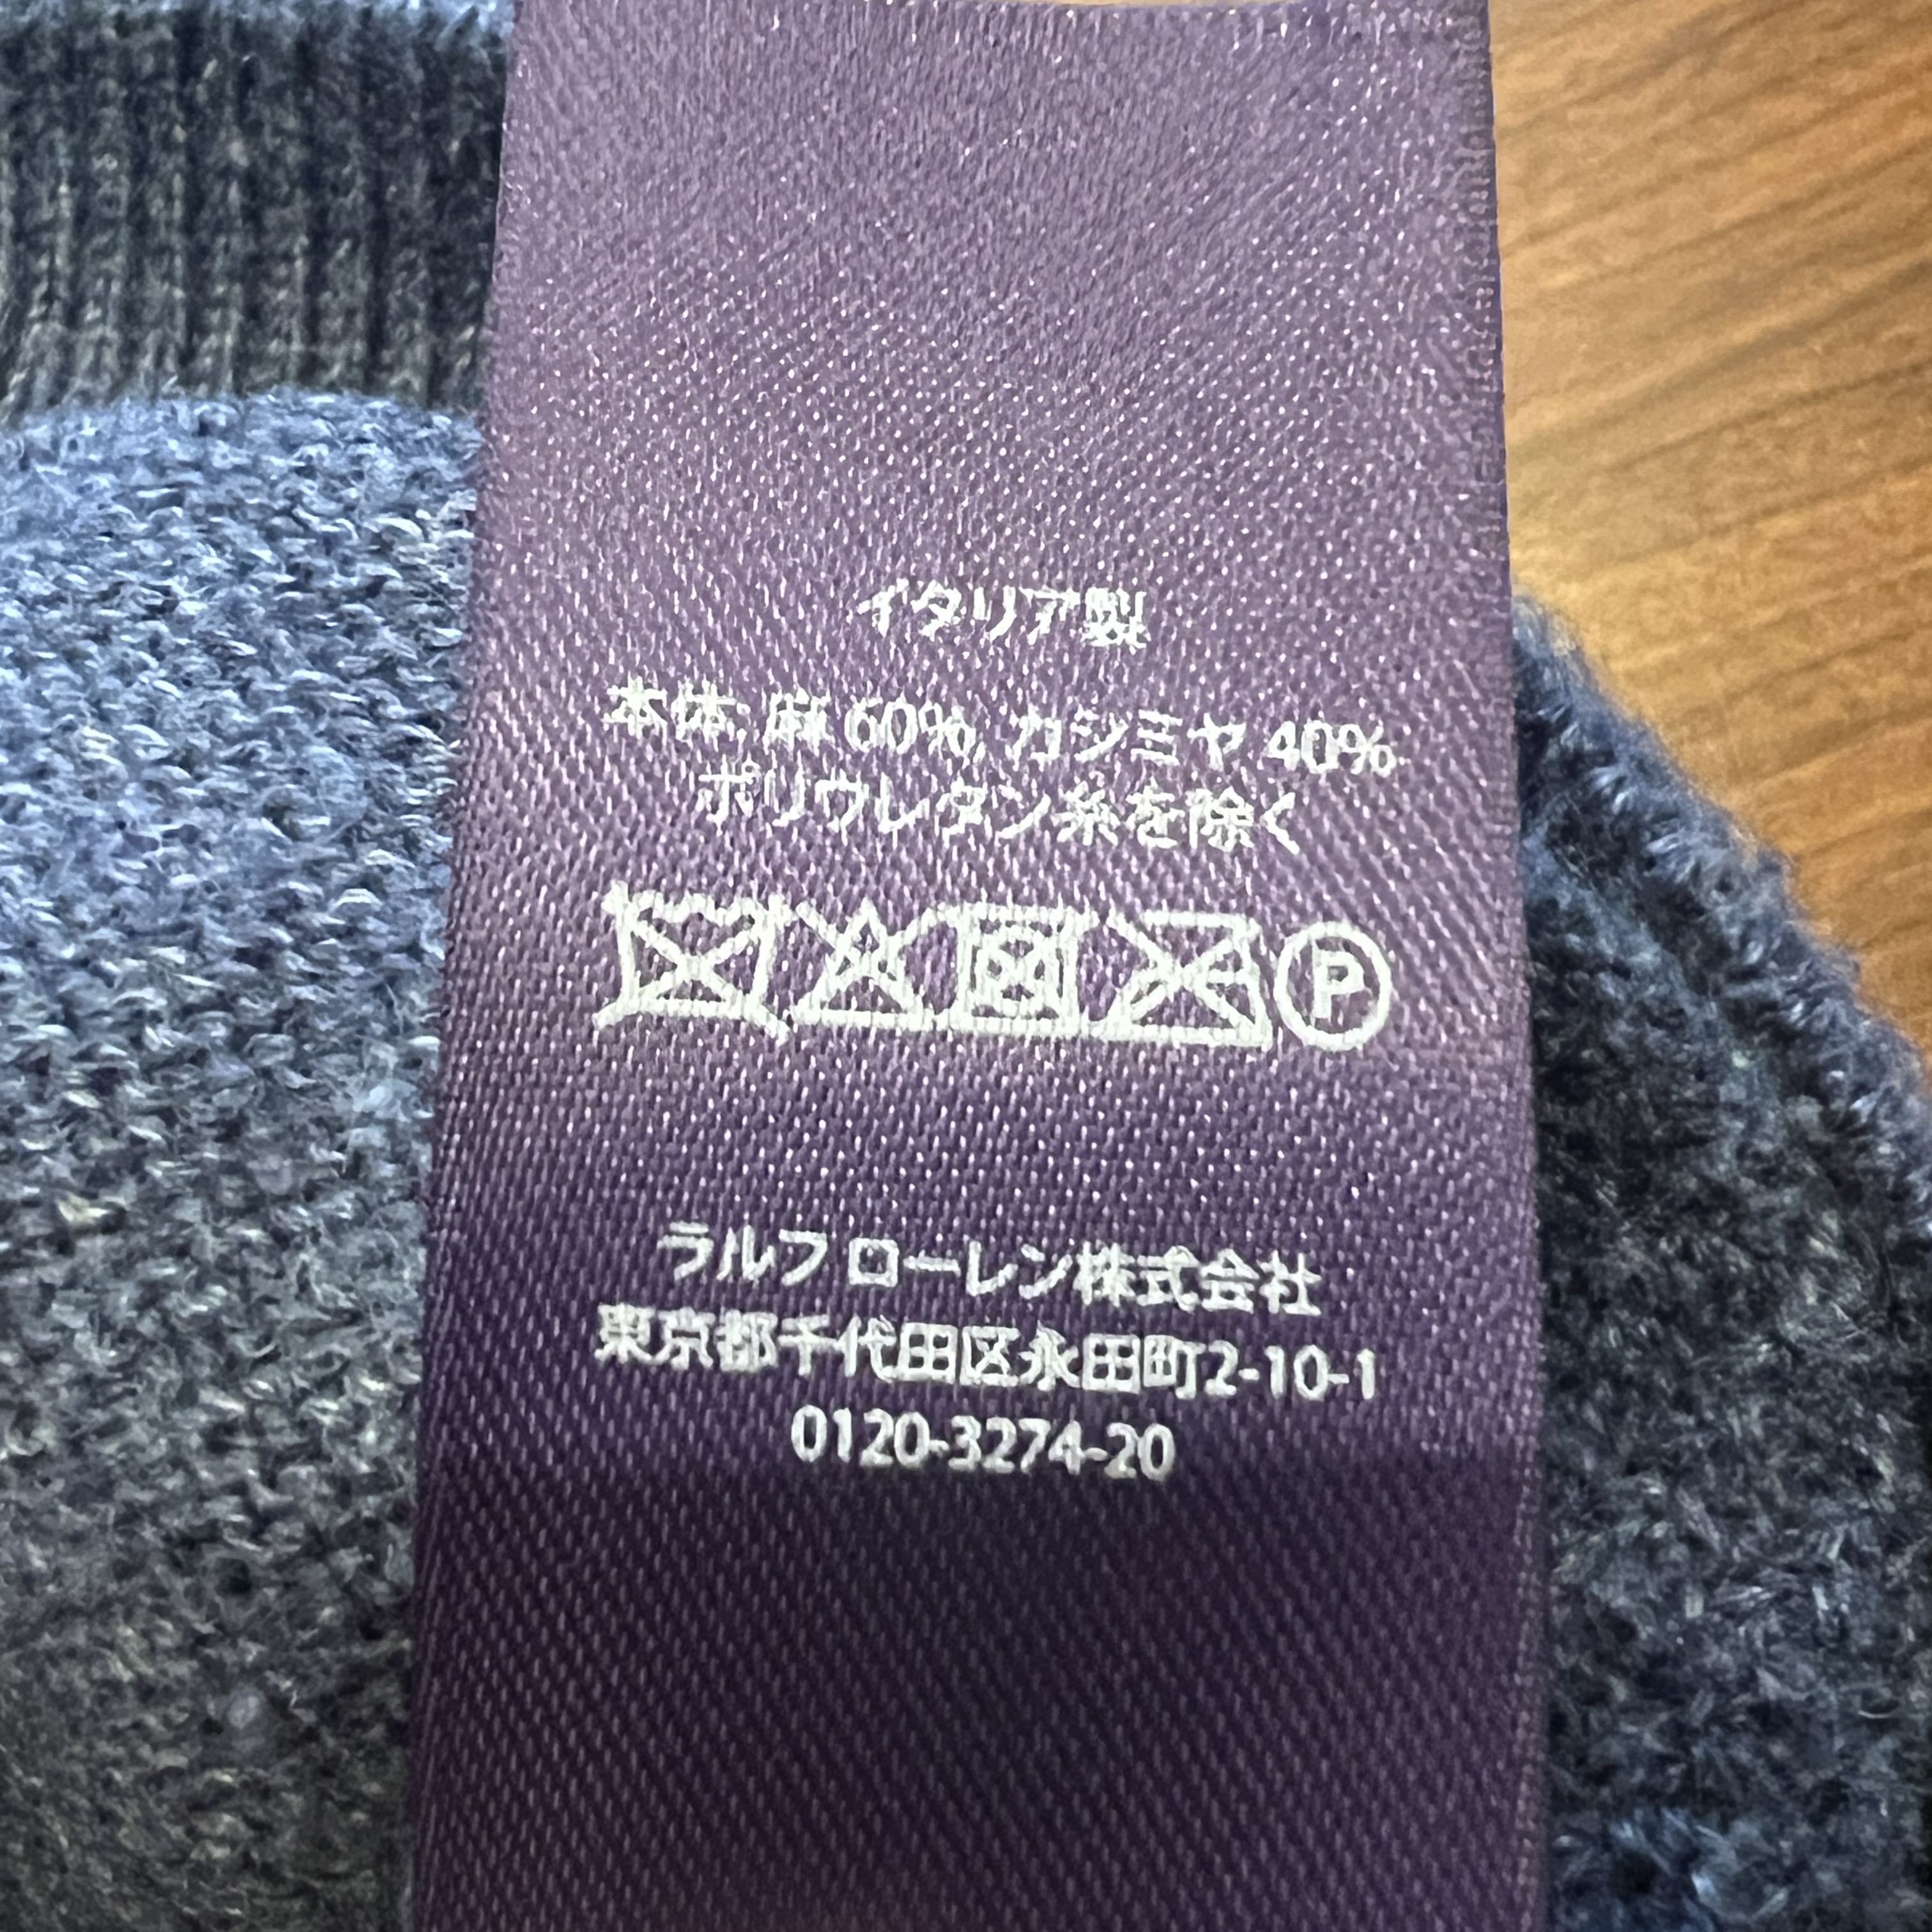 イタリア製
本体: 麻 60%, カシミヤ 40%
ポリウレタン糸を除く
P
ラルフ ローレン株式会社
東京都千代田区永田町2-10-1
0120-3274-20